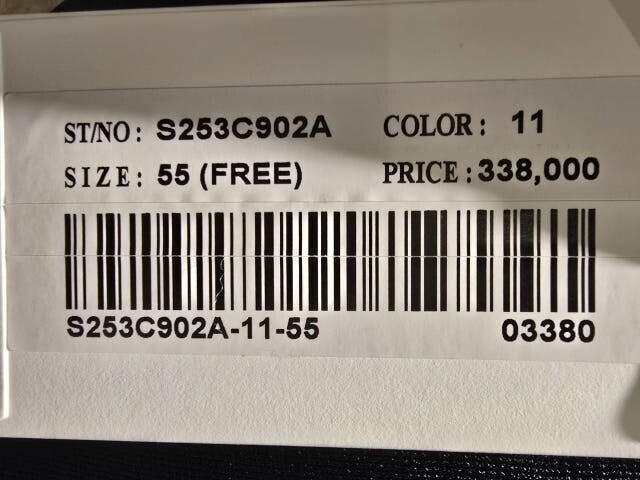 ST/NO: S253C902A COLOR: 11
SIZE: 55 (FREE) PRICE: 338,000
S253C902A-11-55 03380